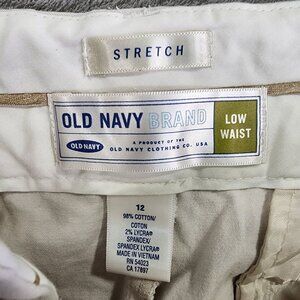 STRETCH
OLD NAVY BRAND
LOW
WAIST
OLD NAVY
A PRODUCT OF THE
OLD NAVY CLOTHING CO. USA
12
98% COTTON/
COTON
2% LYCRA®
SPANDEX/
SPANDEX LYCRA®
MADE IN VIETNAM
RN 54023
CA 17897